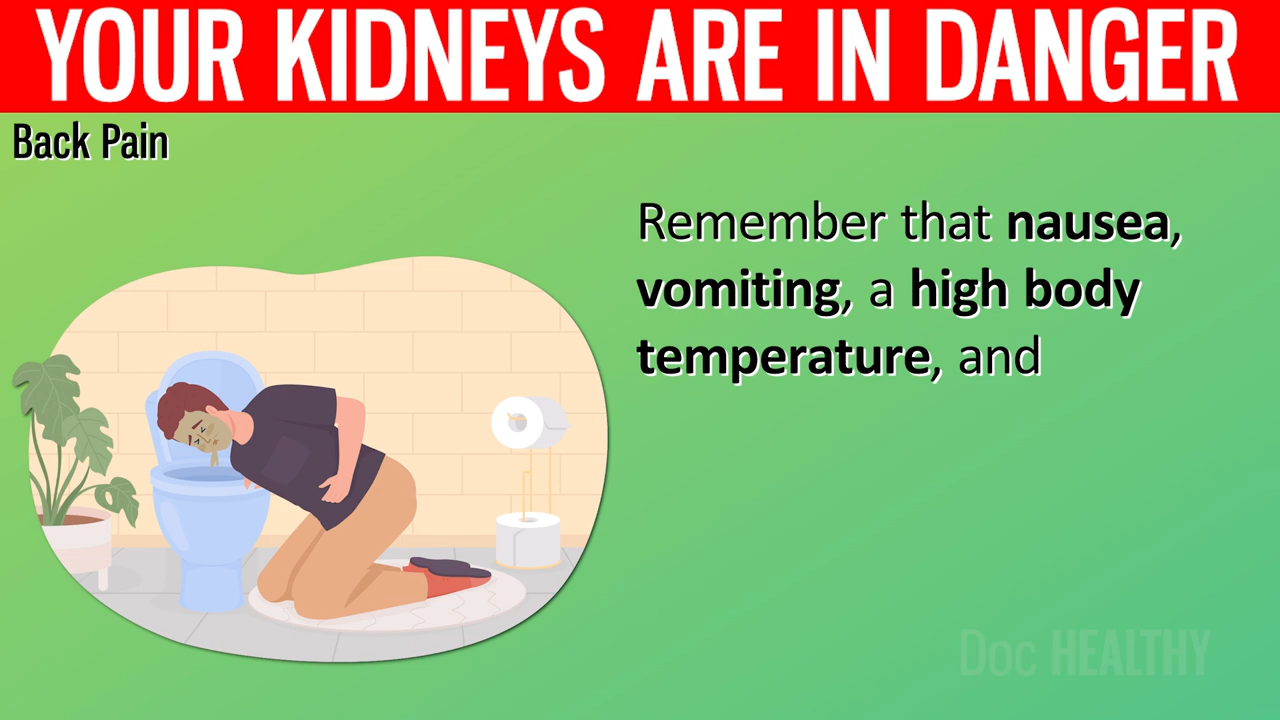 YOUR KIDNEYS ARE IN DANGER
Back Pain
Remember that nausea,
vomiting, a high body
temperature, and
Doc HEALTHY